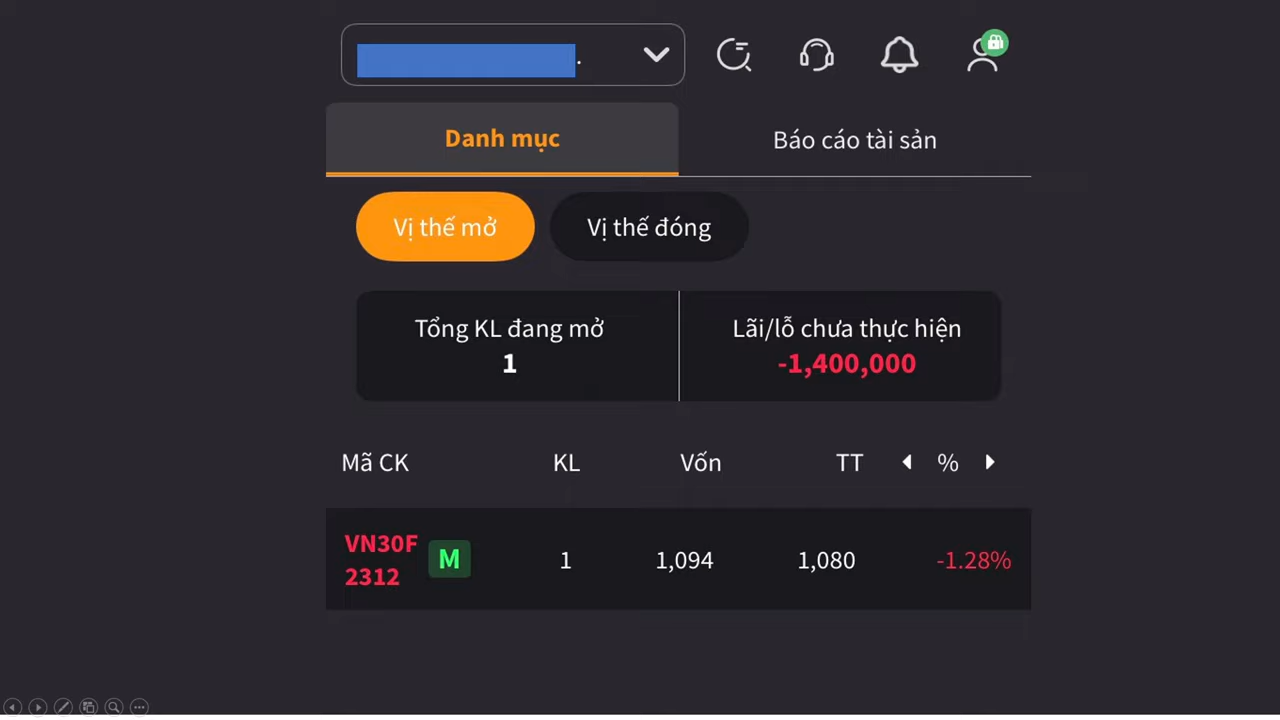 .
Danh mục
Báo cáo tài sản
Vị thế mở
Vị thế đóng
Tổng KL đang mở
1
Lãi/lỗ chưa thực hiện
-1,400,000
Mã CK KL Vốn TT %
VN30F
2312
M 1 1,094 1,080 -1.28%